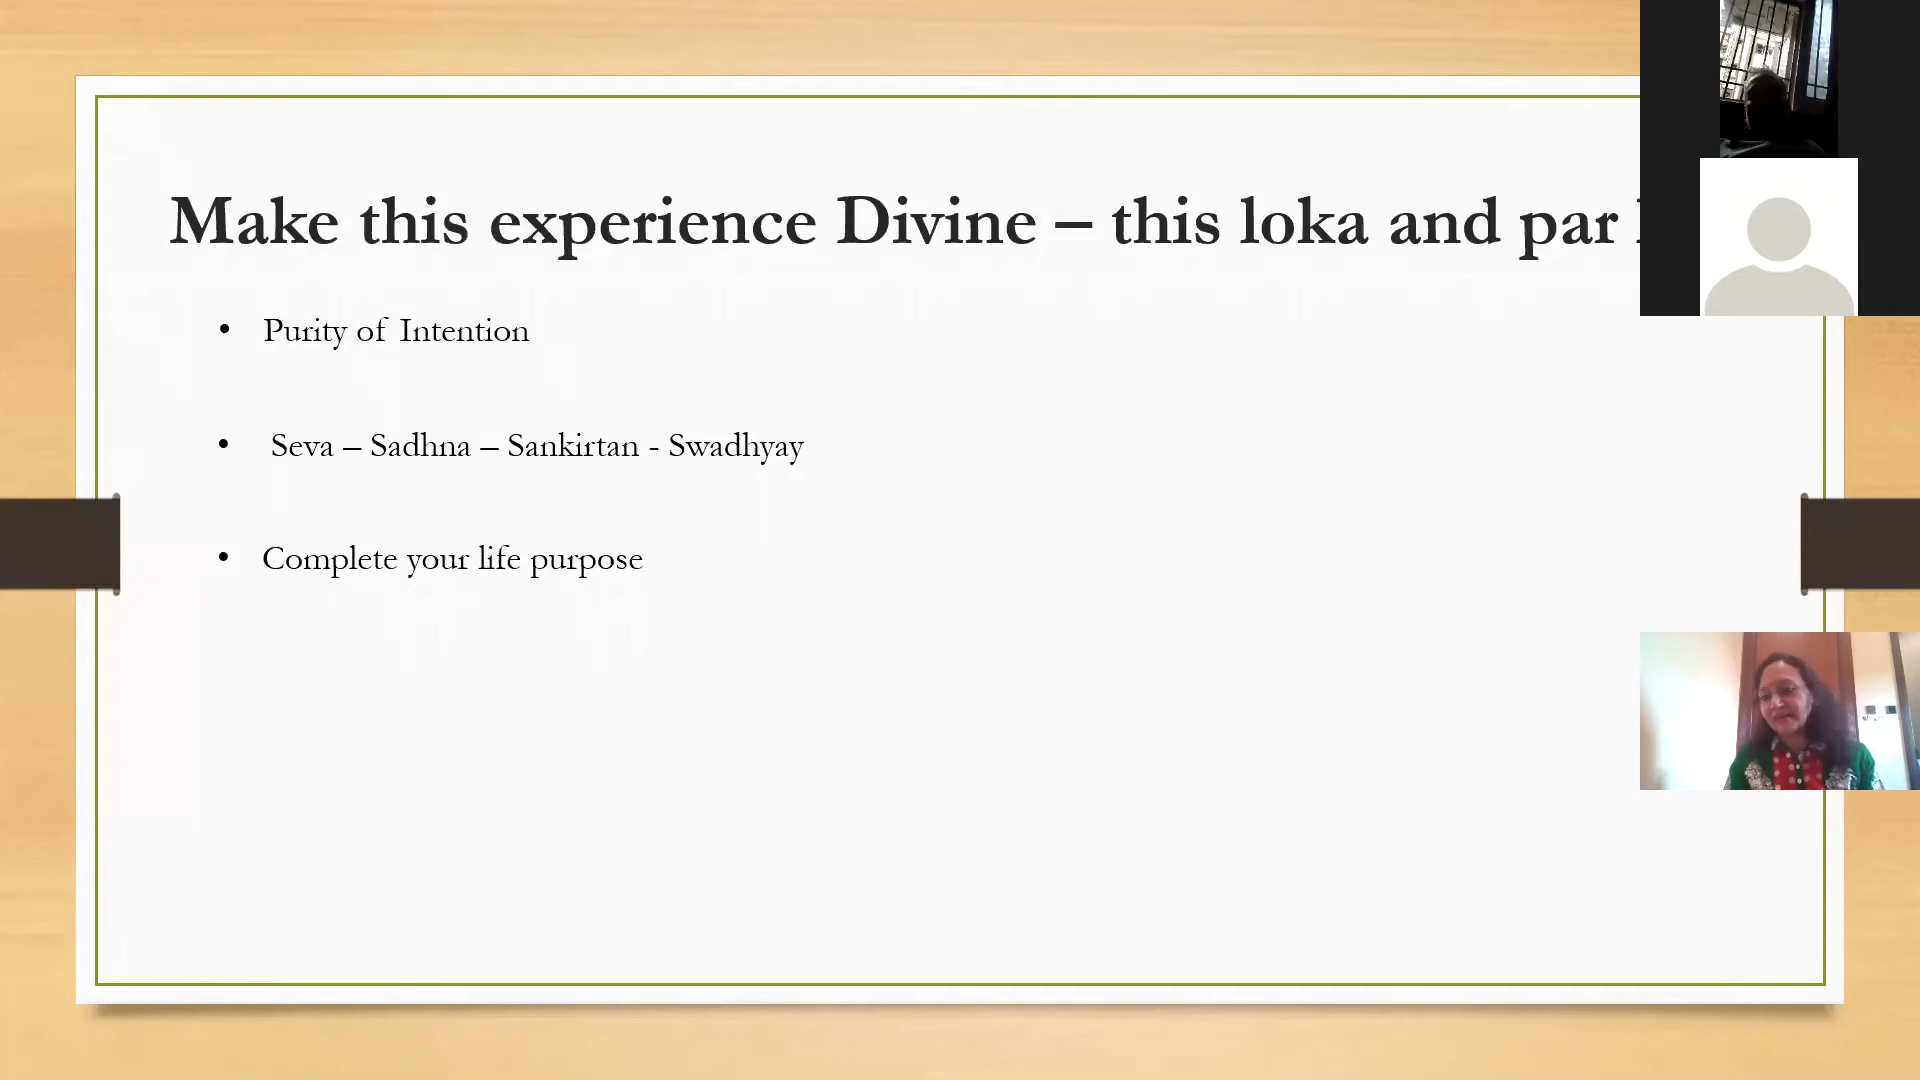 Make this experience Divine – this loka and par
• Purity of Intention
• Seva – Sadhna – Sankirtan - Swadhyay
• Complete your life purpose